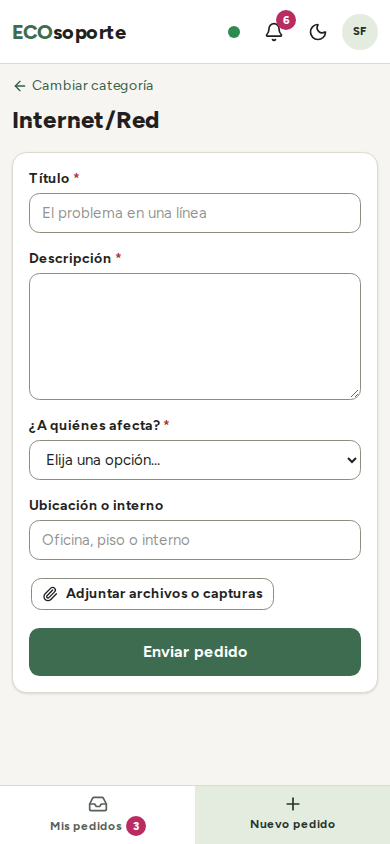 ECOsoporte
6
SF
Cambiar categoría
Internet/Red
Título *
El problema en una línea
Descripción *
¿A quiénes afecta? *
Elija una opción...
Ubicación o interno
Oficina, piso o interno
Adjuntar archivos o capturas
Enviar pedido
Mis pedidos 3
Nuevo pedido